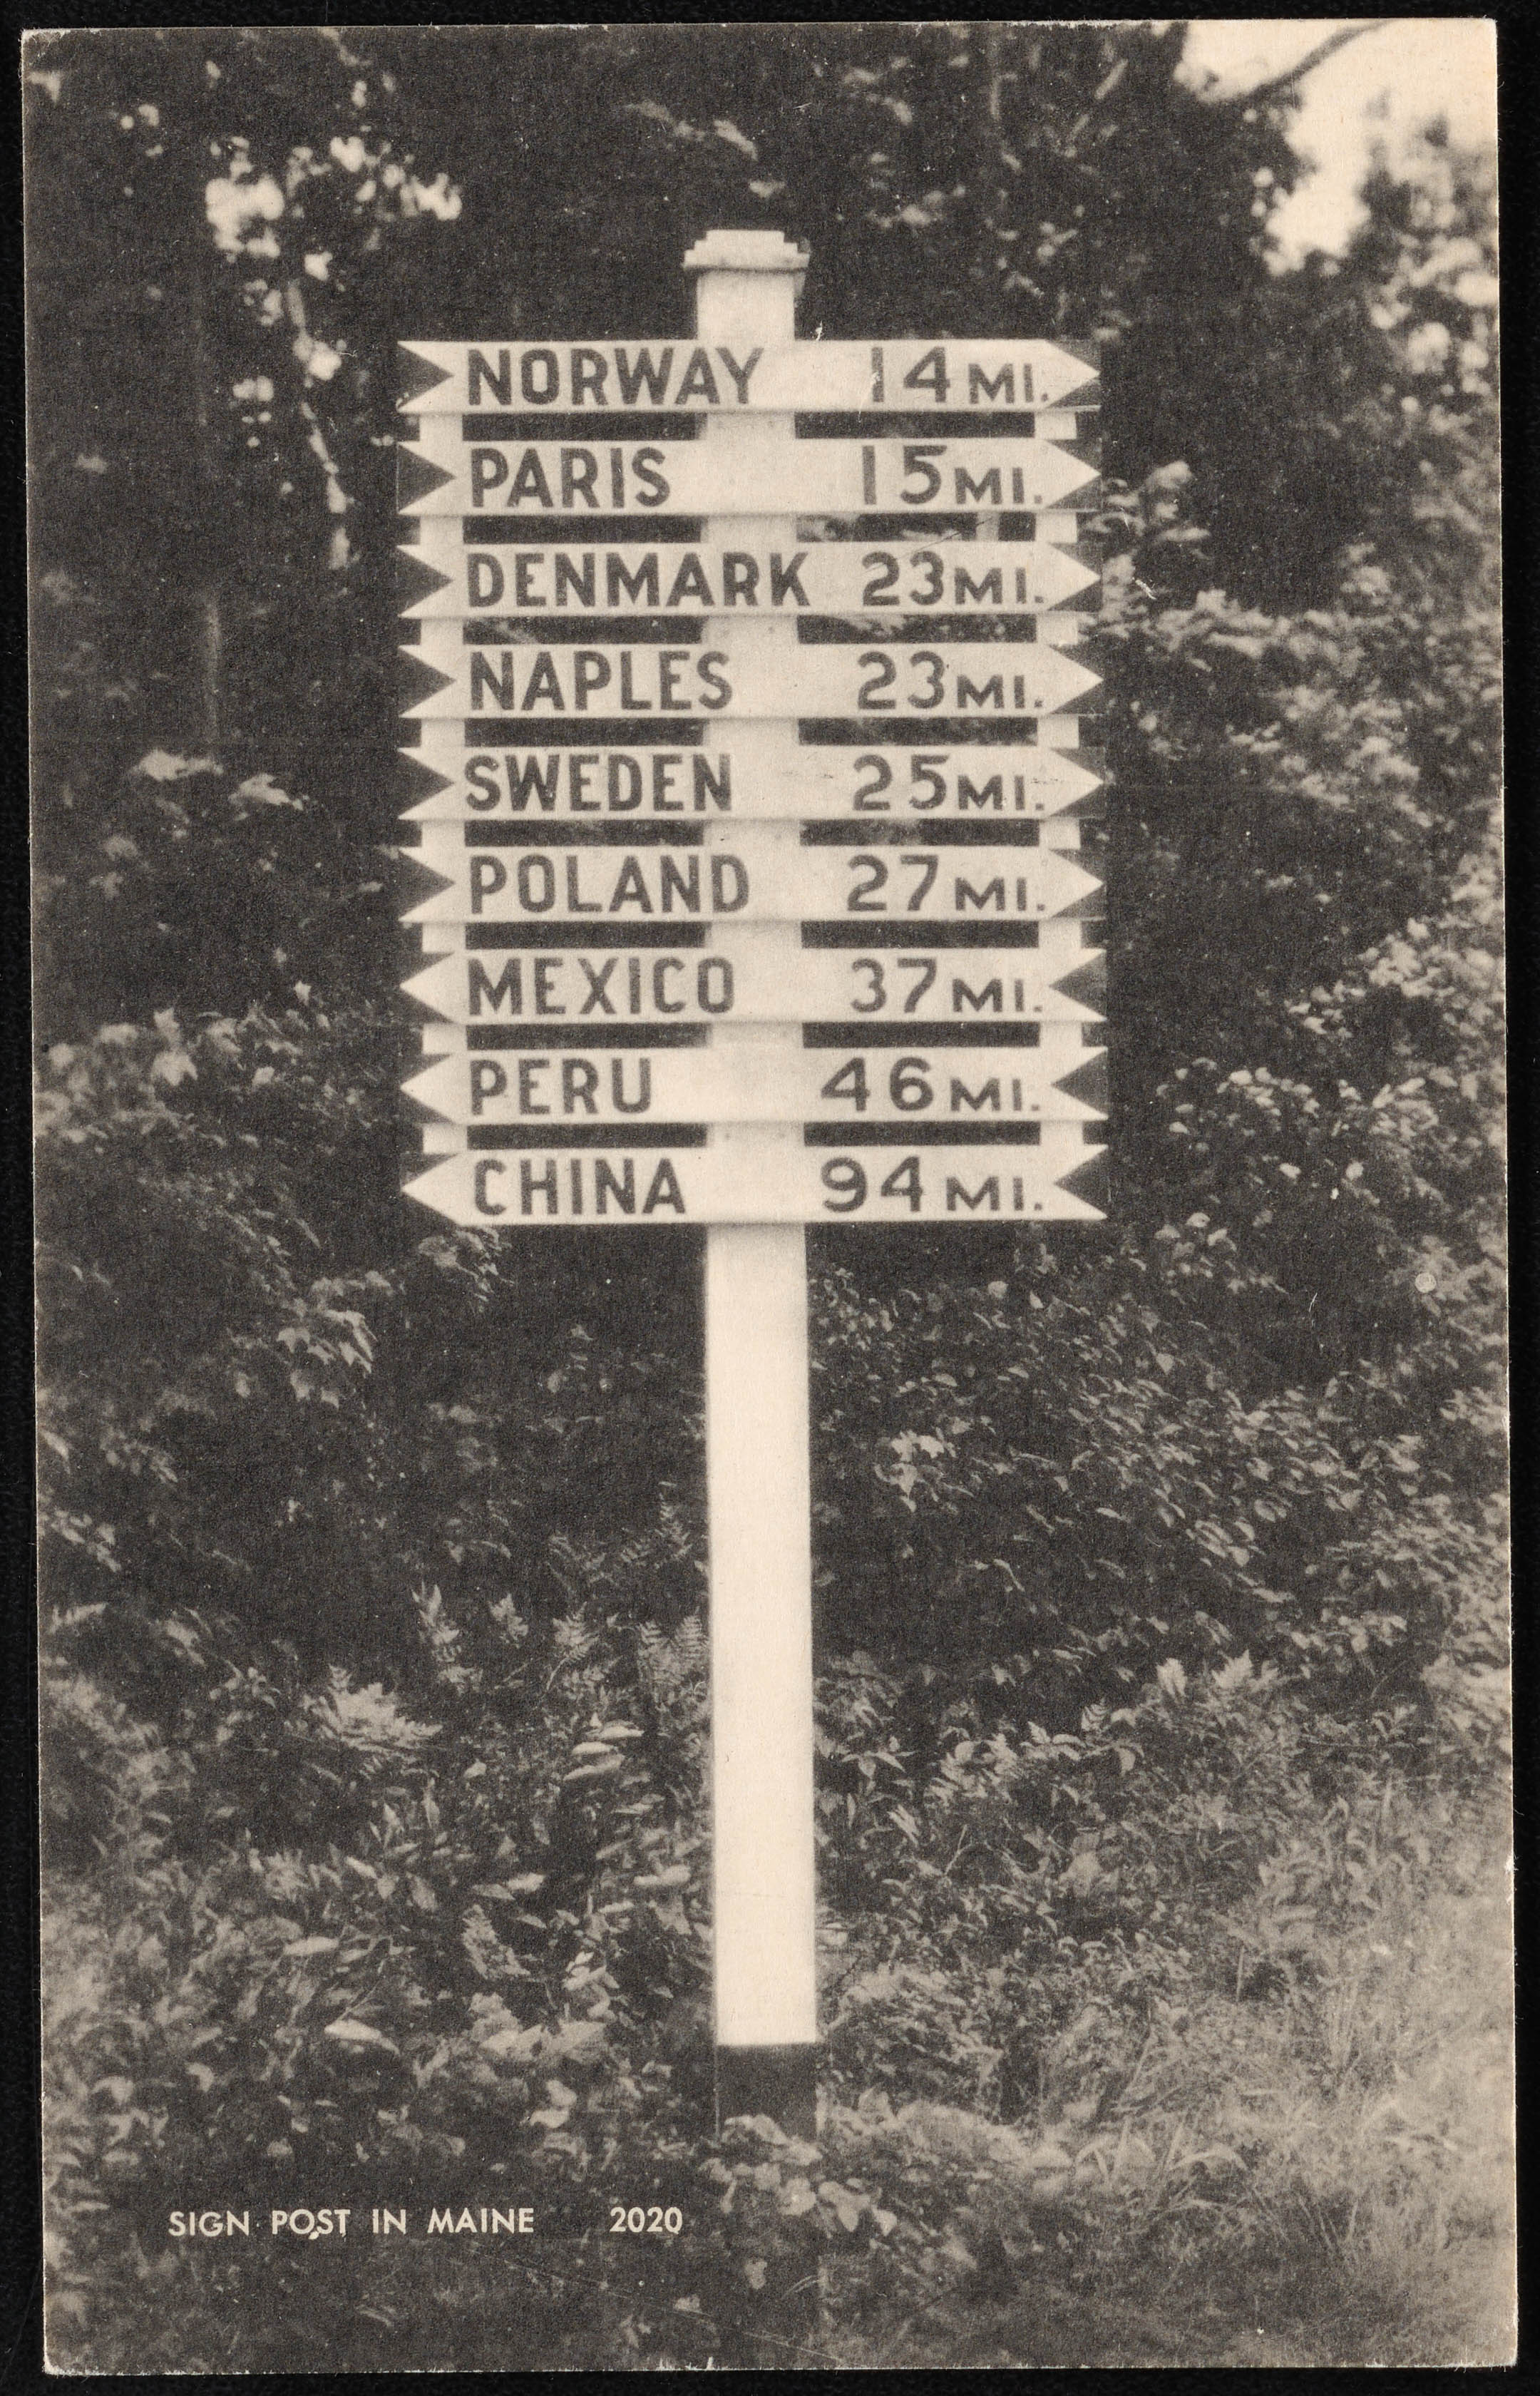 NORWAY 14 MI.
PARIS 15 MI.
DENMARK 23 MI.
NAPLES 23 MI.
SWEDEN 25 MI.
POLAND 27 MI.
MEXICO 37 MI.
PERU 46 MI.
CHINA 94 MI.
SIGN POST IN MAINE 2020